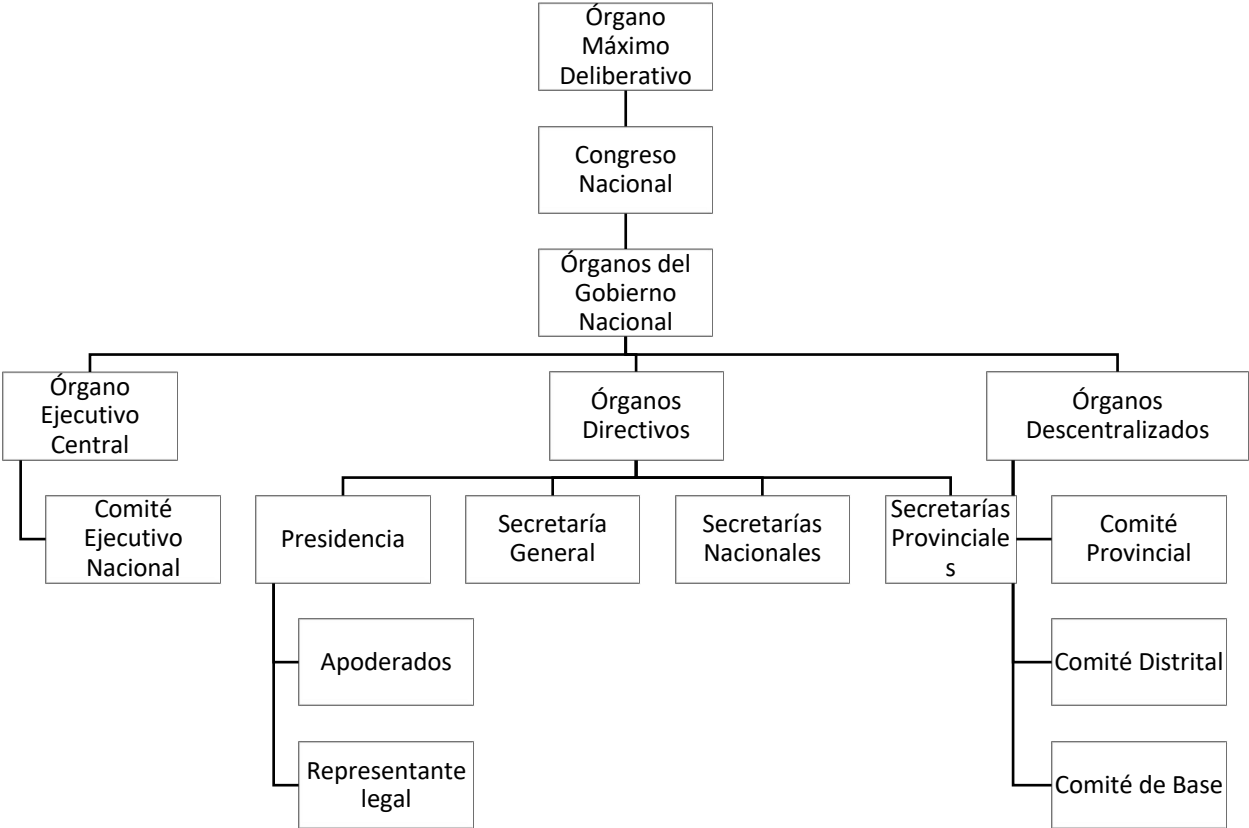 Órgano
Máximo
Deliberativo
Congreso
Nacional
Órganos del
Gobierno
Nacional
Órgano
Ejecutivo
Central
Órganos
Directivos
Órganos
Descentralizados
Comité
Ejecutivo
Nacional
Presidencia
Secretaría
General
Secretarías
Nacionales
Secretarías
Provinciale
s
Comité
Provincial
Apoderados
Comité Distrital
Representante
legal
Comité de Base